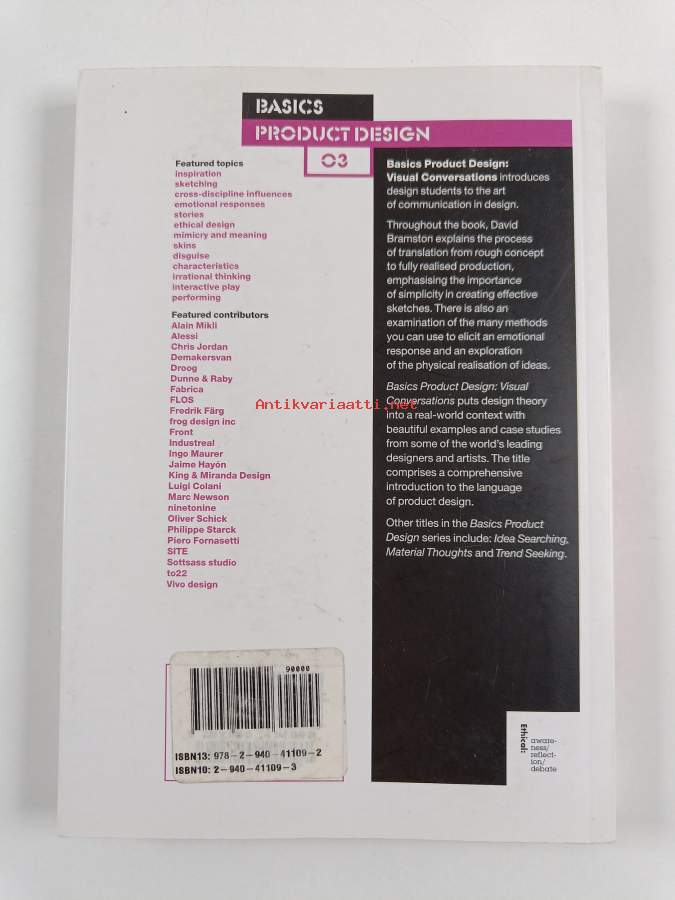 BASICS
PRODUCT DESIGN
03
Featured topics
inspiration
sketching
cross-discipline influences
emotional responses
stories
ethical design
mimicry and meaning
skins
disguise
characteristics
irrational thinking
interactive play
performing
Featured contributors
Alain Mikli
Alessi
Chris Jordan
Demakersvan
Droog
Dunne & Raby
Fabrica
FLOS
Fredrik Färg
frog design inc
Front
Industreal
Ingo Maurer
Jaime Hayón
King & Miranda Design
Luigi Colani
Marc Newson
ninetonine
Oliver Schick
Philippe Starck
Piero Fornasetti
SITE
Sottsass studio
to22
Vivo design
Basics Product Design:
Visual Conversations introduces
design students to the art
of communication in design.
Throughout the book, David
Bramston explains the process
of translation from rough concept
to fully realised production,
emphasising the importance
of simplicity in creating effective
sketches. There is also an
examination of the many methods
you can use to elicit an emotional
response and an exploration
of the physical realisation of ideas.
Basics Product Design: Visual
Conversations puts design theory
into a real-world context with
beautiful examples and case studies
from some of the world's leading
designers and artists. The title
comprises a comprehensive
introduction to the language
of product design.
Other titles in the Basics Product
Design series include: Idea Searching,
Material Thoughts and Trend Seeking.
Antikvariaatti.net
90000
ISBN13: 978-2-940-41109-2
ISBN10: 2-940-41109-3
Ethical:
aware-
ness/
reflect-
ion/
debate